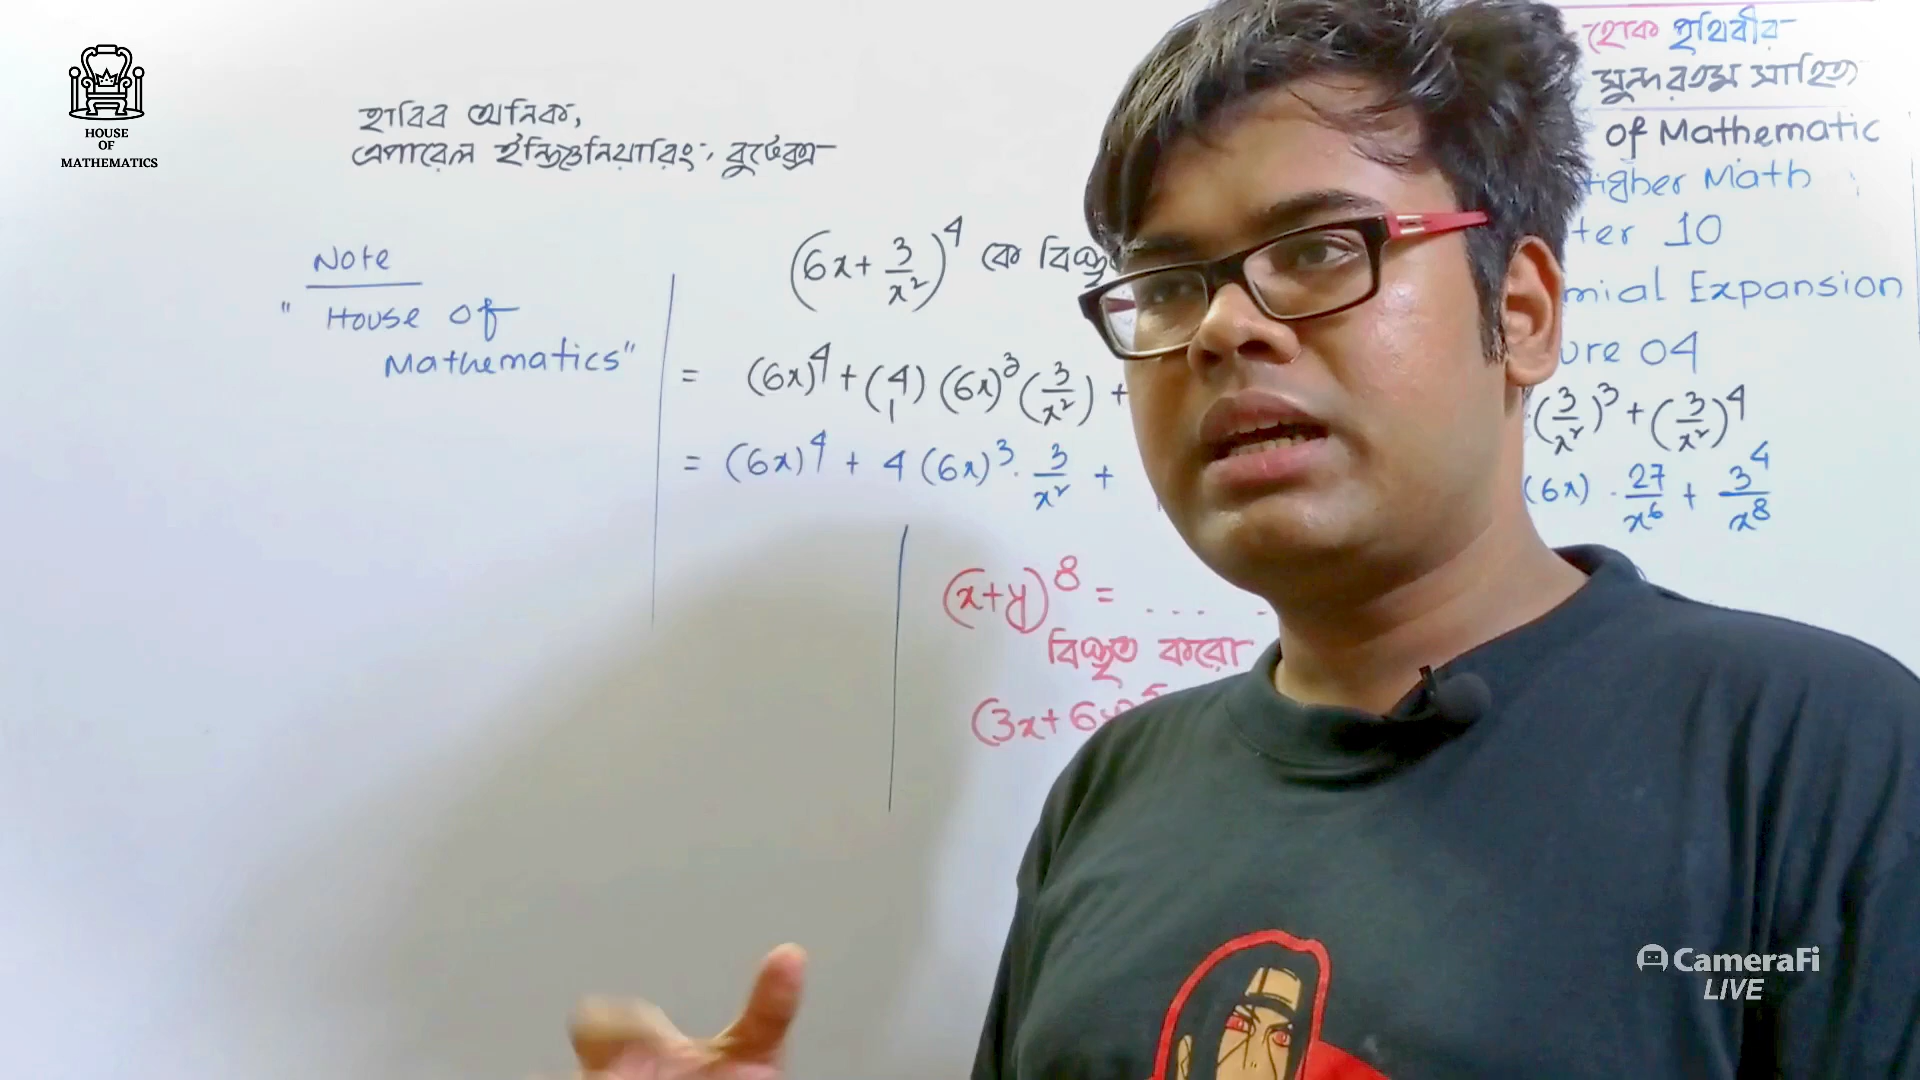 HOUSE
OF
MATHEMATICS
হাবিব অনিক,
এপারেল ইঞ্জিনিয়ারিং, বুটেক্স
হোক পৃথিবীর
সুন্দরতম সাহিত্য
of Mathematic
Higher Math
ter 10
mial Expansion
ure 04
Note
" House of
Mathematics"
(6x + 3/x²)⁴ কে বিস্তৃ
= (6x)⁴ + (4 1) (6x)³ (3/x²) + (3/x²)³ + (3/x²)⁴
= (6x)⁴ + 4 (6x)³ · 3/x² + (6x) · 27/x⁶ + 3⁴/x⁸
(x+y)⁸ = ....
বিস্তৃত করো
(3x+6
CameraFi
LIVE